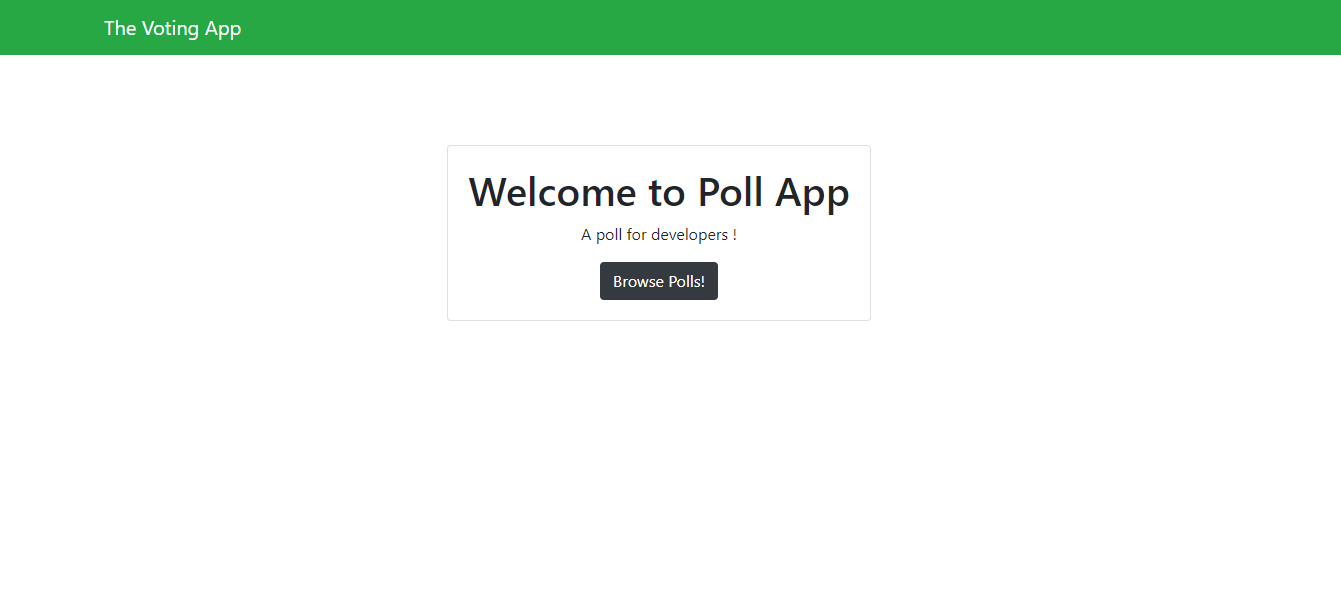 The Voting App
Welcome to Poll App
A poll for developers !
Browse Polls!